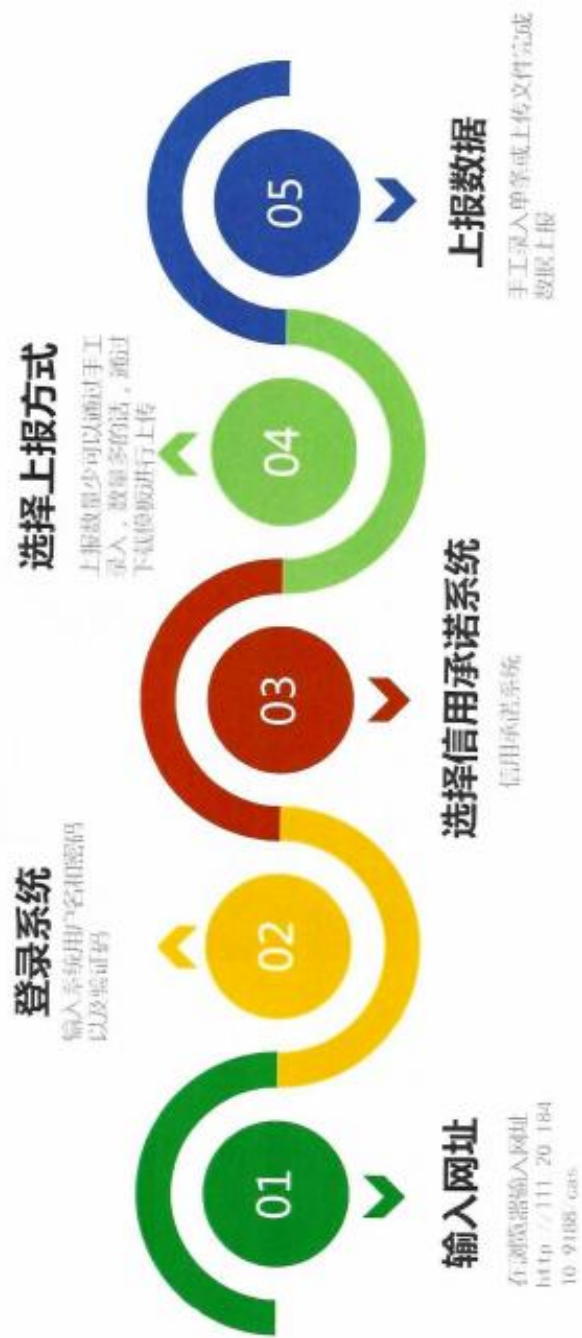 01
输入网址
在浏览器输入网址
http://111.20.184
10 9188 cas
02
登录系统
输入系统用户名和密码
以及验证码
03
选择信用承诺系统
信用承诺系统
04
选择上报方式
上报数量少可以通过手工
录入，数量多的话，通过
下载模板进行上传
05
上报数据
手工录入单条或上传文件完成
数据上报